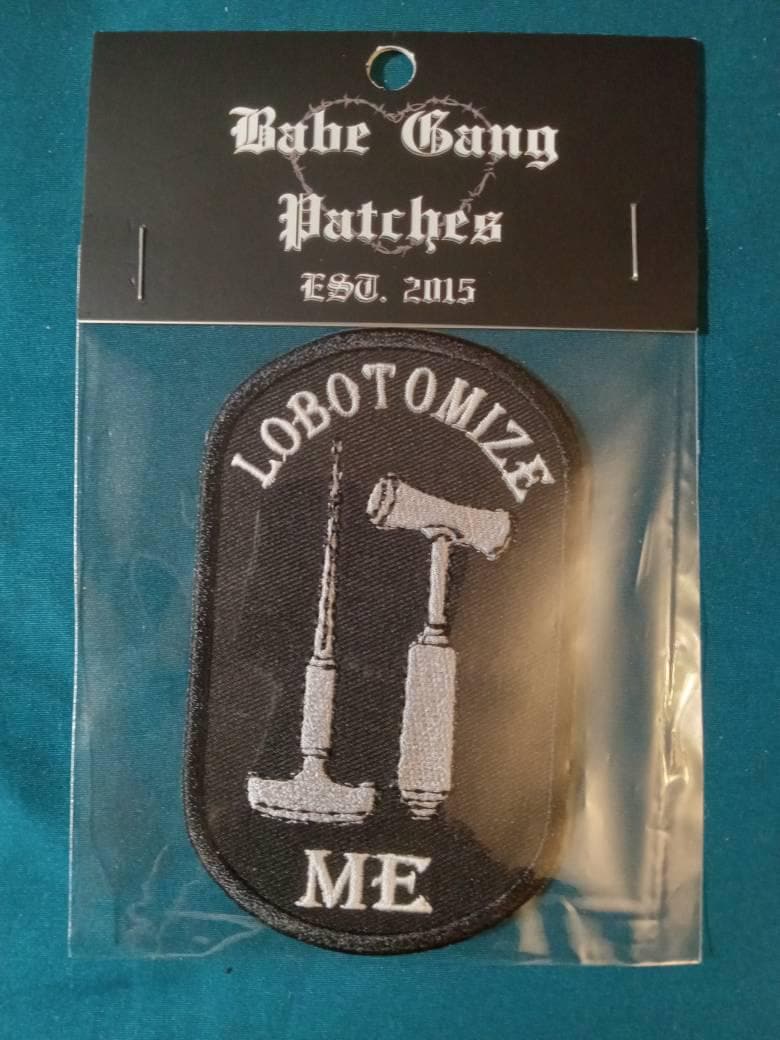 Babe Gang
Patches
EST. 2015
LOBOTOMIZE
ME